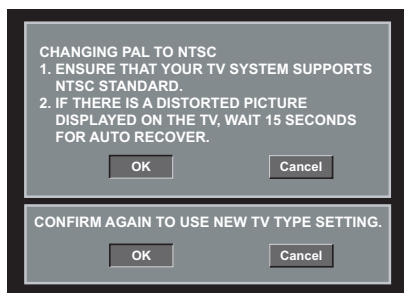 CHANGING PAL TO NTSC
1. ENSURE THAT YOUR TV SYSTEM SUPPORTS
NTSC STANDARD.
2. IF THERE IS A DISTORTED PICTURE
DISPLAYED ON THE TV, WAIT 15 SECONDS
FOR AUTO RECOVER.
OK Cancel
CONFIRM AGAIN TO USE NEW TV TYPE SETTING.
OK Cancel